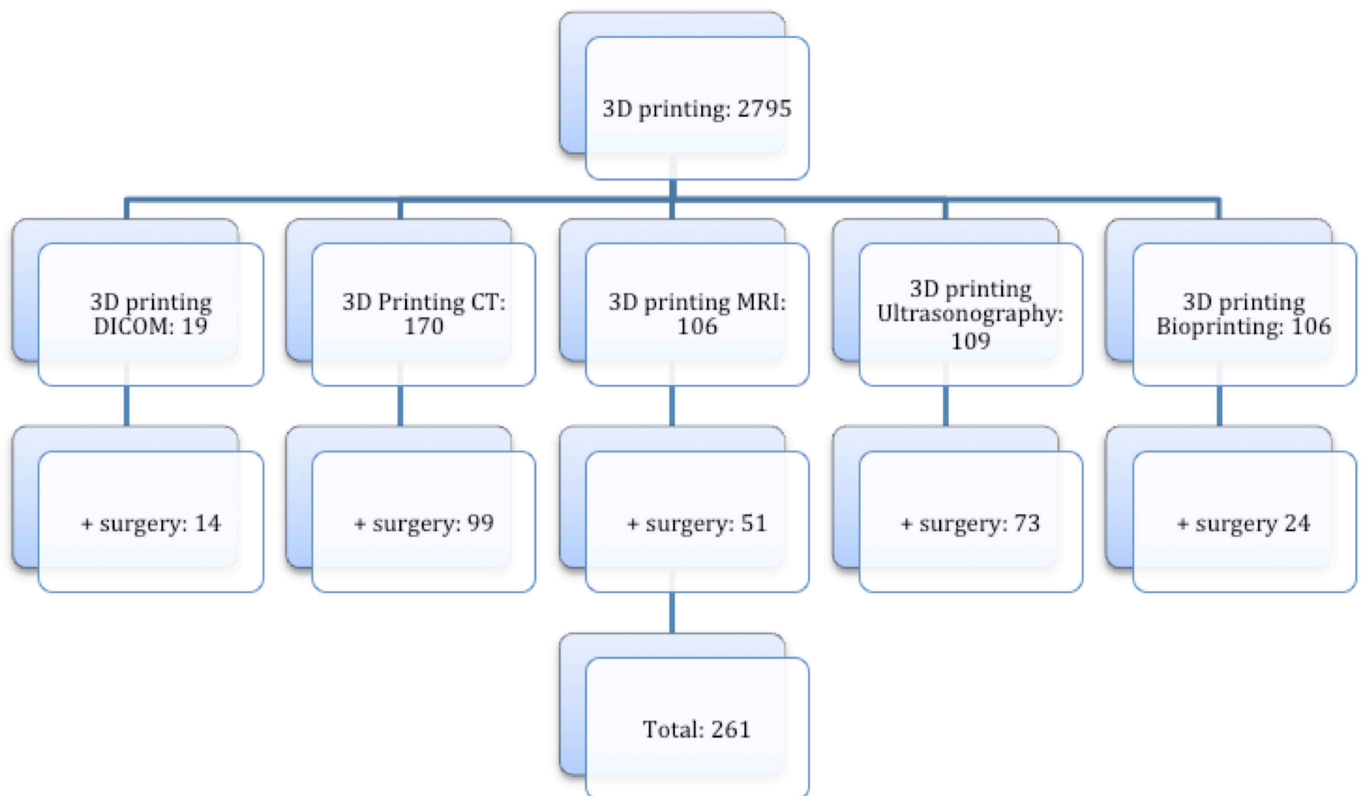 3D printing: 2795
3D printing
DICOM: 19
3D Printing CT:
170
3D printing MRI:
106
3D printing
Ultrasonography:
109
3D printing
Bioprinting: 106
+ surgery: 14
+ surgery: 99
+ surgery: 51
+ surgery: 73
+ surgery 24
Total: 261